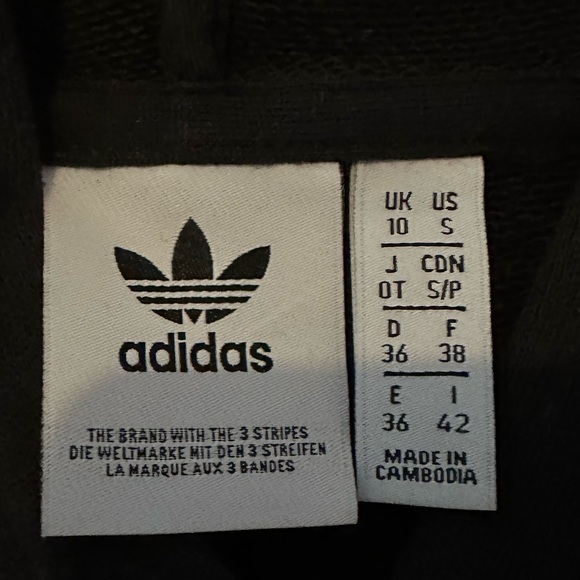 adidas
THE BRAND WITH THE 3 STRIPES
DIE WELTMARKE MIT DEN 3 STREIFEN
LA MARQUE AUX 3 BANDES
UK US
10 S
J CDN
OT S/P
D F
36 38
E I
36 42
MADE IN
CAMBODIA